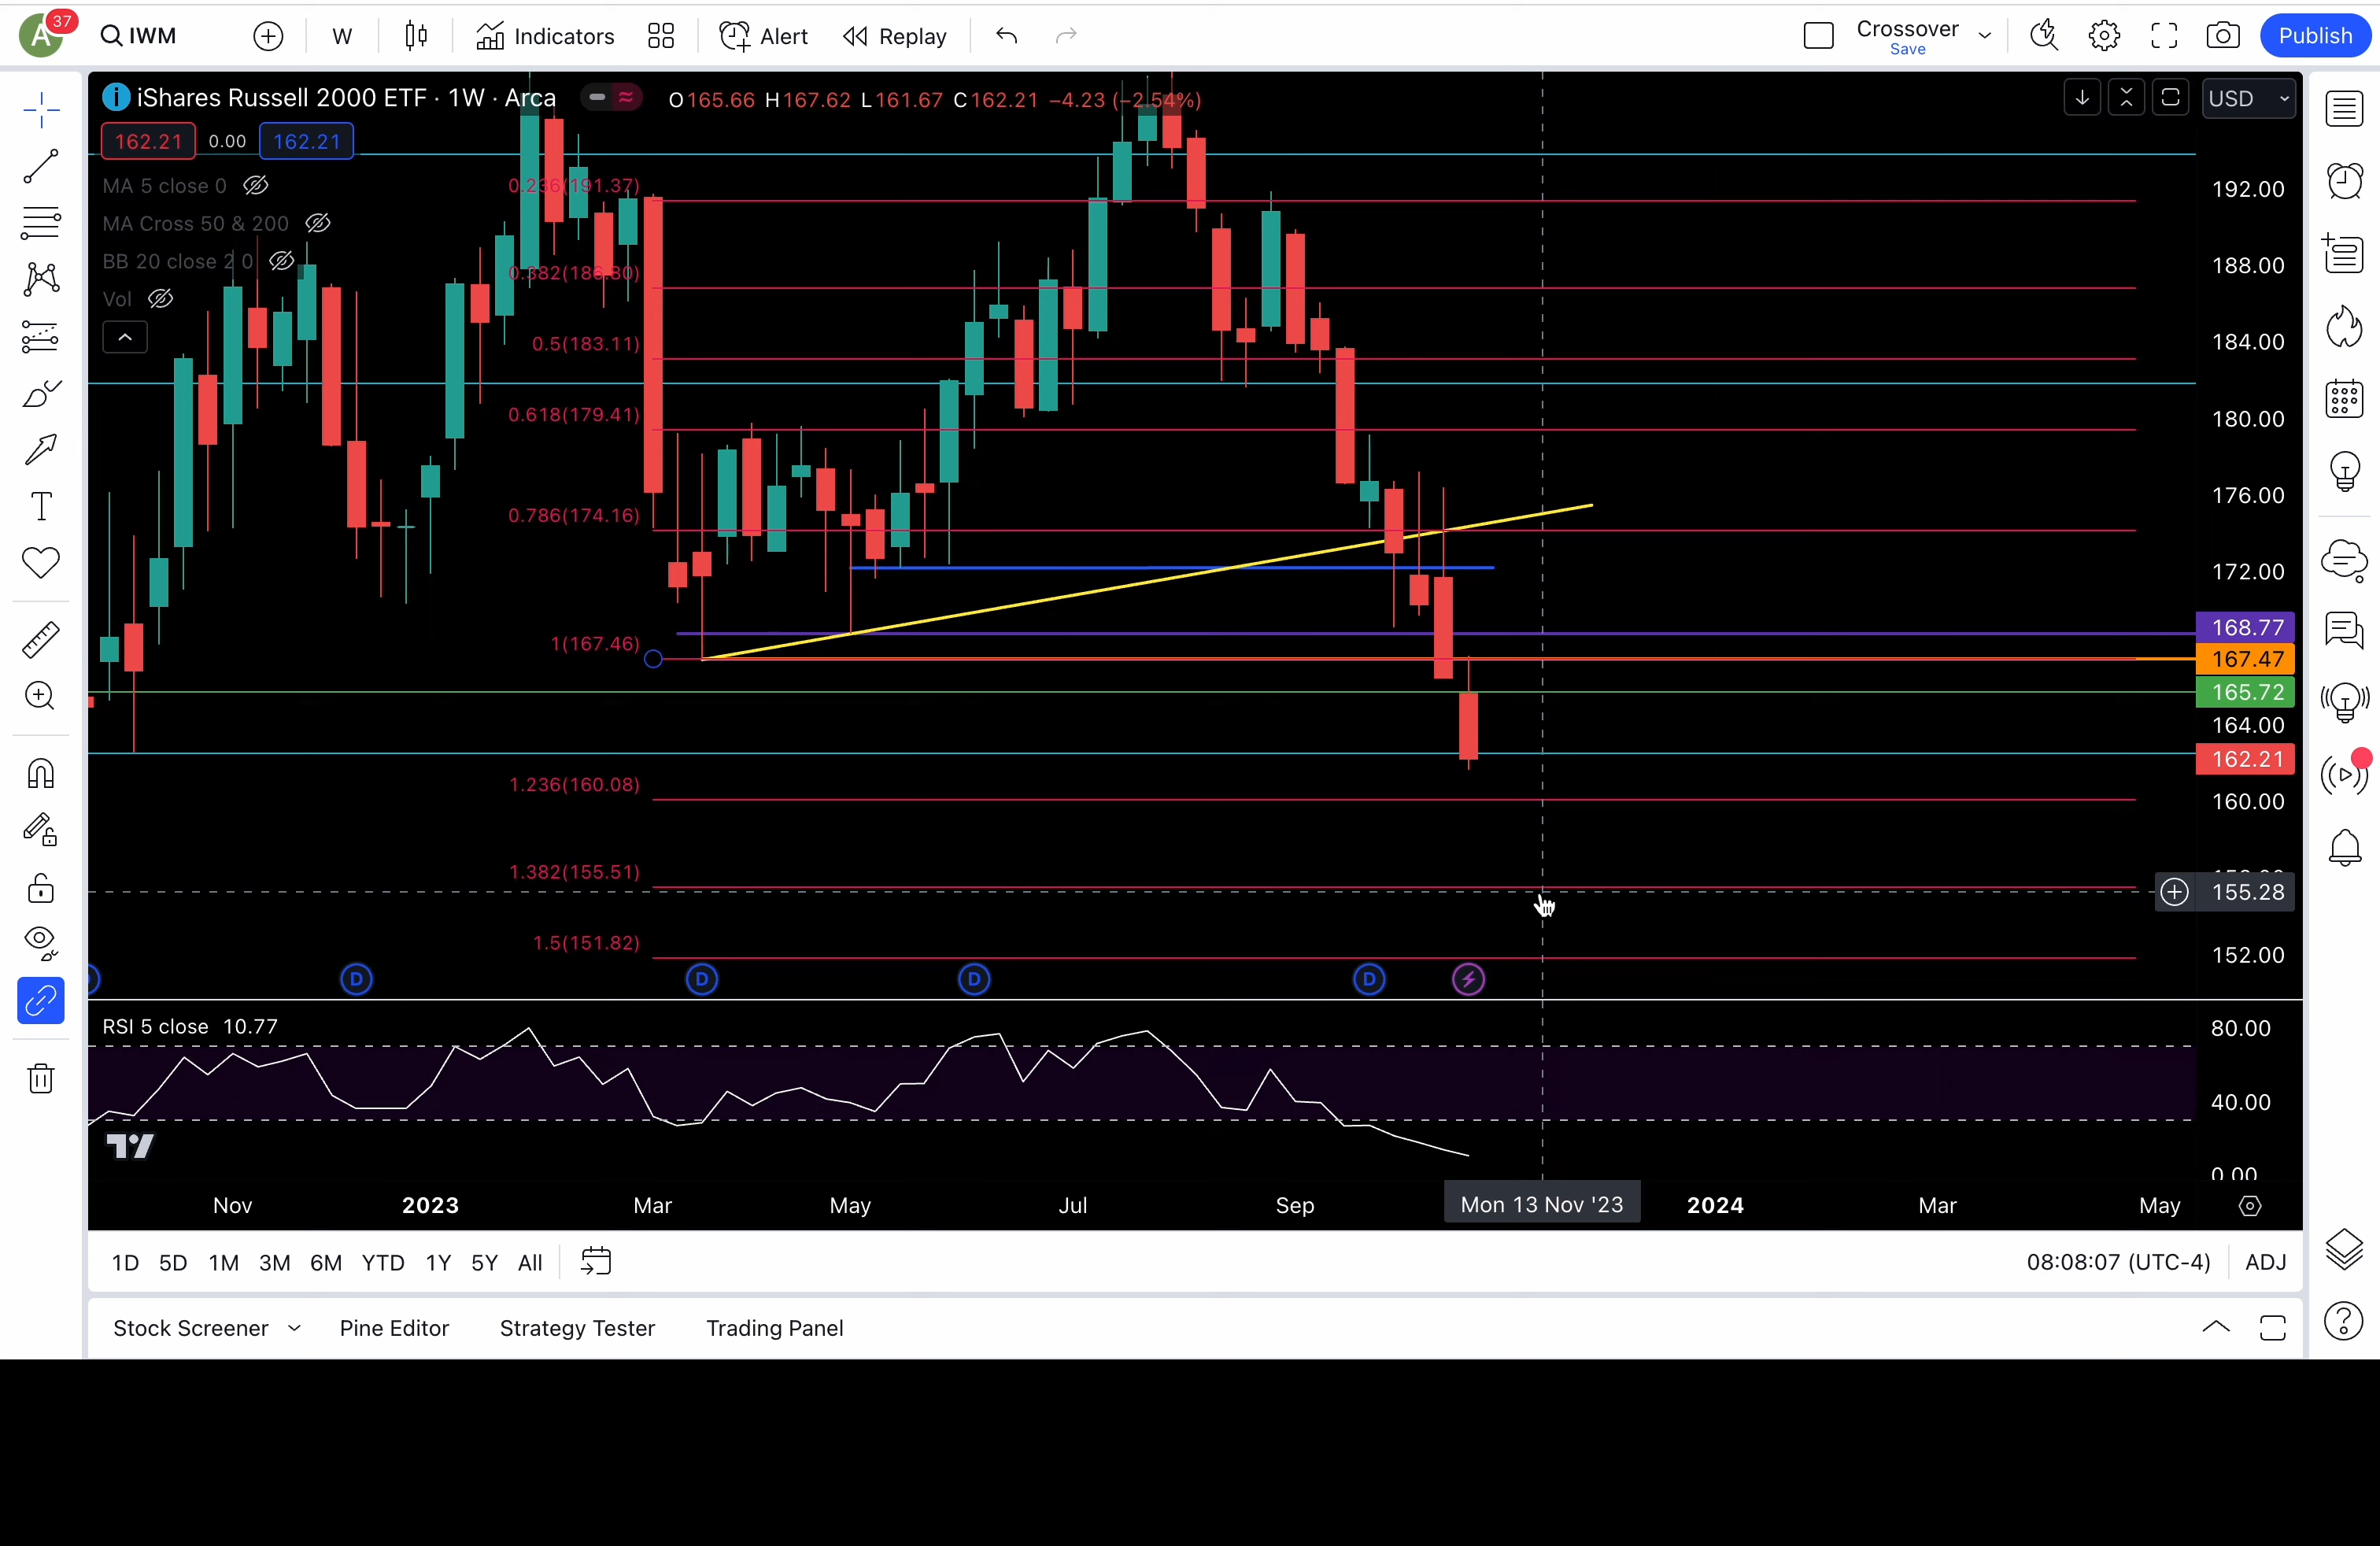 A
37
IWM
W
Indicators
Alert
Replay
Crossover
Save
Publish
iShares Russell 2000 ETF · 1W · Arca
O165.66 H167.62 L161.67 C162.21 −4.23 (−2.54%)
USD
162.21
0.00
162.21
MA 5 close 0
MA Cross 50 & 200
BB 20 close 2 0
Vol
0.236(191.37)
0.382(186.80)
0.5(183.11)
0.618(179.41)
0.786(174.16)
1(167.46)
1.236(160.08)
1.382(155.51)
1.5(151.82)
192.00
188.00
184.00
180.00
176.00
172.00
168.77
167.47
165.72
164.00
162.21
160.00
155.28
152.00
D
D
D
D
RSI 5 close 10.77
80.00
40.00
0.00
Nov
2023
Mar
May
Jul
Sep
Mon 13 Nov '23
2024
Mar
May
1D
5D
1M
3M
6M
YTD
1Y
5Y
All
08:08:07 (UTC-4)
ADJ
Stock Screener
Pine Editor
Strategy Tester
Trading Panel